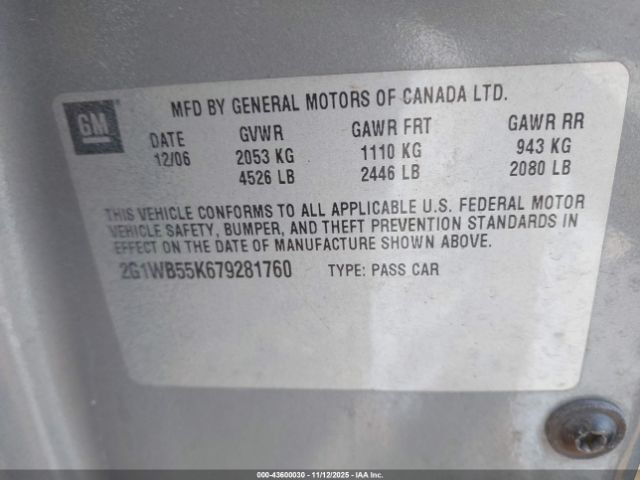 MFD BY GENERAL MOTORS OF CANADA LTD.
GM
DATE GVWR GAWR FRT GAWR RR
12/06 2053 KG 1110 KG 943 KG
4526 LB 2446 LB 2080 LB
THIS VEHICLE CONFORMS TO ALL APPLICABLE U.S. FEDERAL MOTOR
VEHICLE SAFETY, BUMPER, AND THEFT PREVENTION STANDARDS IN
EFFECT ON THE DATE OF MANUFACTURE SHOWN ABOVE.
2G1WB55K679281760 TYPE: PASS CAR
000-43600030 - 11/12/2025 - IAA Inc.